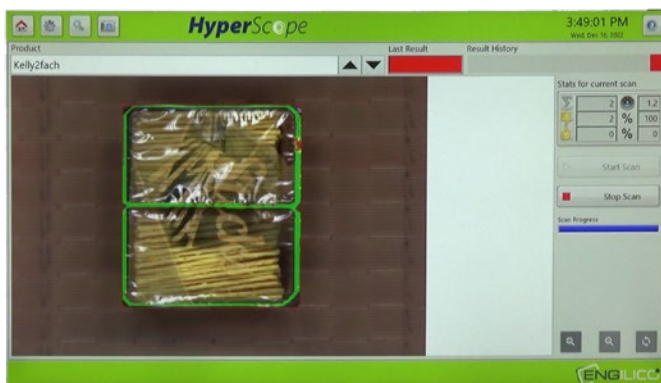 HyperScope
3:49:01 PM
Product
Last Result
Result History
Kelly2fach
Stats for current scan
2
1.2
2
%
100
0
%
0
Start Scan
Stop Scan
Scan Progress
ENGILICO